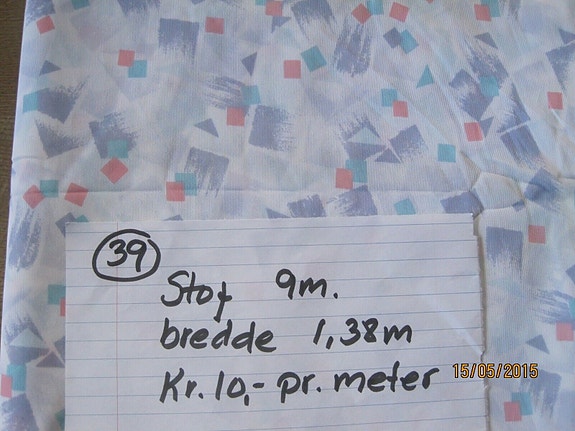 39
Stof 9m.
bredde 1,38m
Kr. 10,- pr. meter
15/05/2015